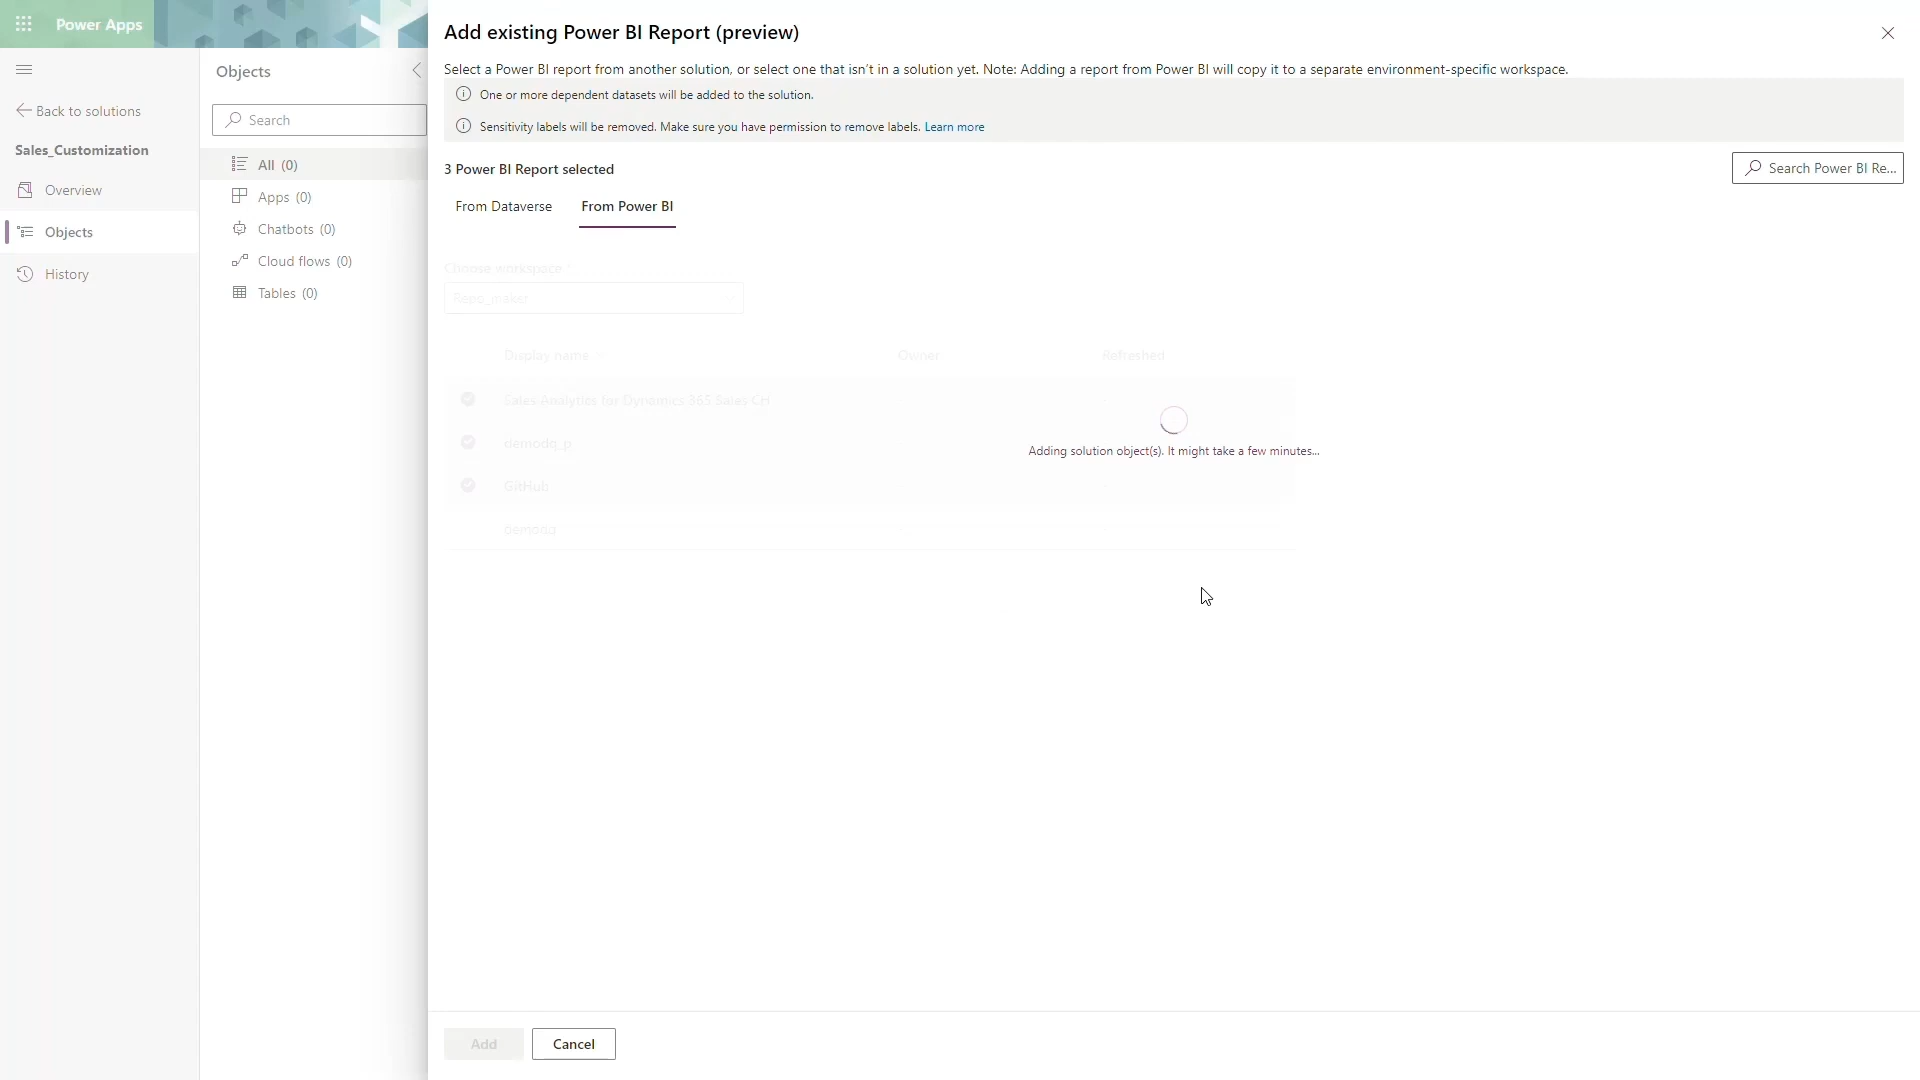 Power Apps
Back to solutions
Sales_Customization
Overview
Objects
History
Objects
Search
All (0)
Apps (0)
Chatbots (0)
Cloud flows (0)
Tables (0)
Add existing Power BI Report (preview)
Select a Power BI report from another solution, or select one that isn't in a solution yet. Note: Adding a report from Power BI will copy it to a separate environment-specific workspace.
One or more dependent datasets will be added to the solution.
Sensitivity labels will be removed. Make sure you have permission to remove labels. Learn more
3 Power BI Report selected
Search Power BI Re...
From Dataverse From Power BI
Choose workspace *
Display name Owner Refreshed
Sales Analytics for Dynamics 365 Sales CH
demodq_p
GitHub
demodq
Adding solution object(s). It might take a few minutes...
Add Cancel